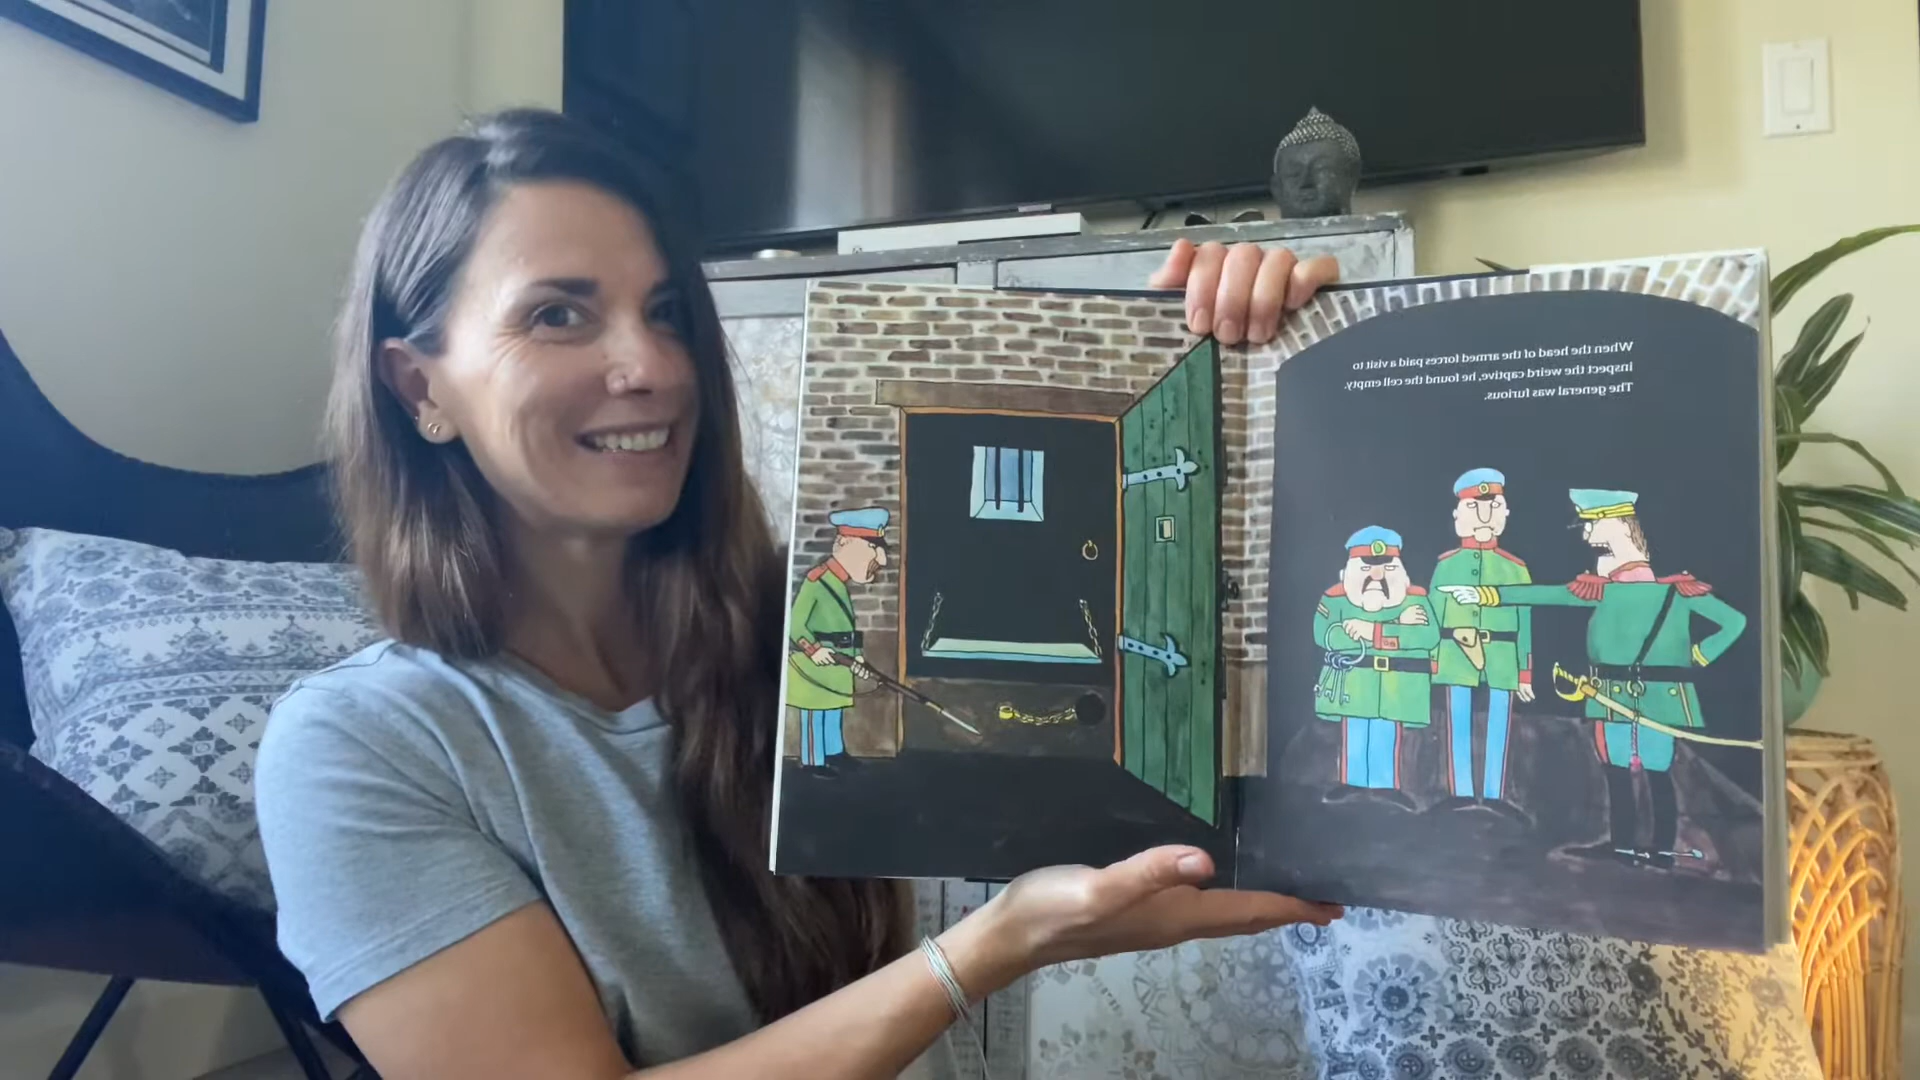 When the head of the armed forces paid a visit to
inspect the weird captive, he found the cell empty.
The general was furious.